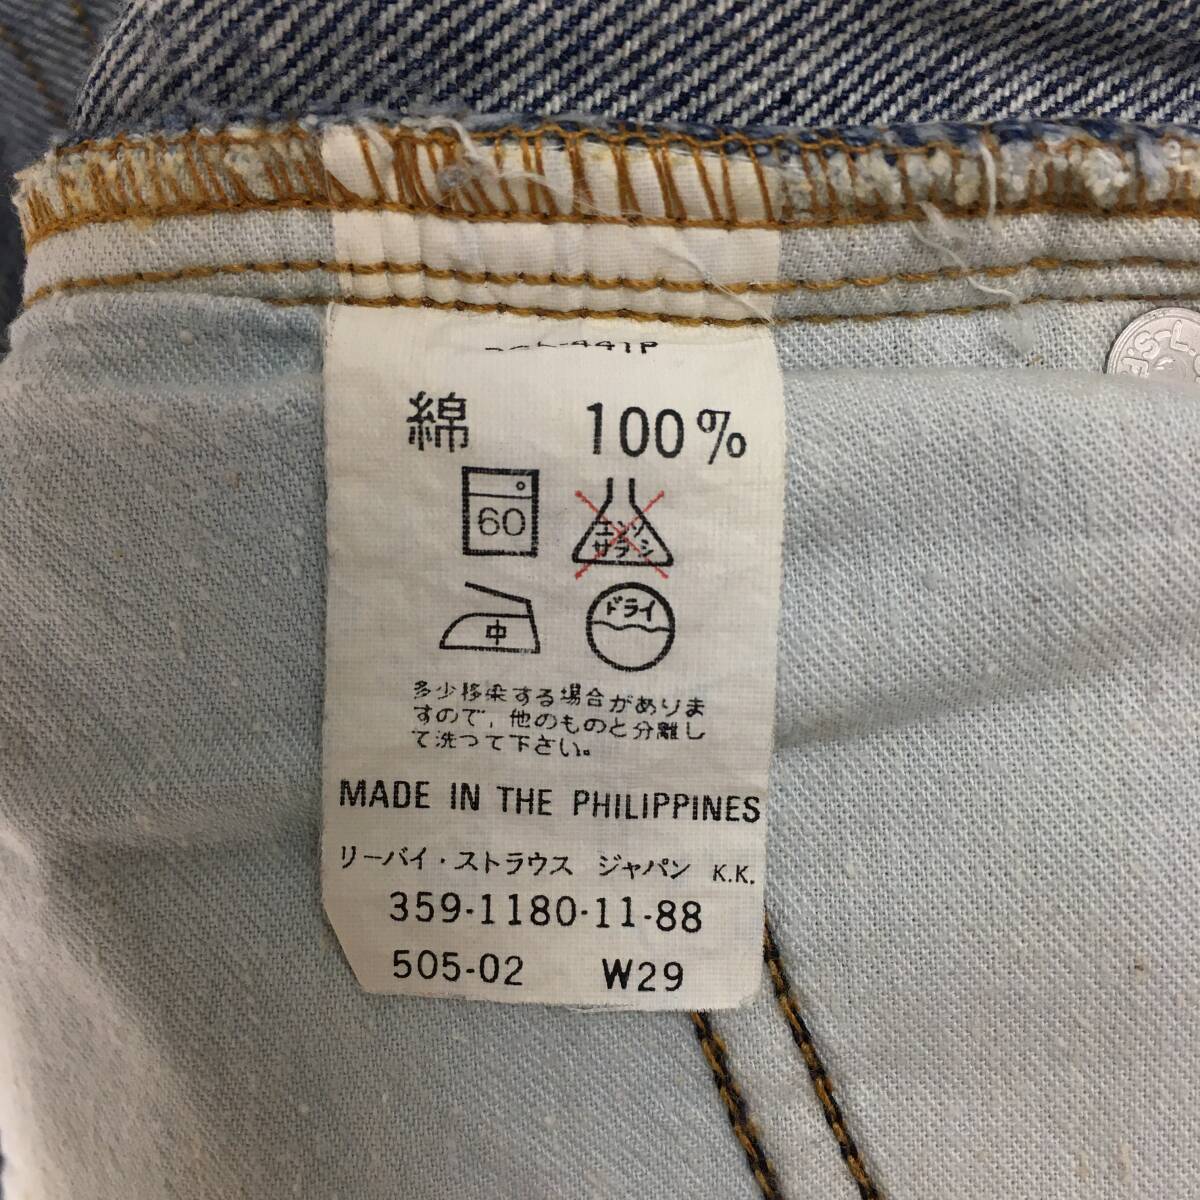 441P
綿 100%
60
エンソ
サラシ
中
ドライ
多少移染する場合がありま
すので、他のものと分離し
て洗つて下さい。
MADE IN THE PHILIPPINES
リーバイ・ストラウス ジャパン K.K.
359-1180-11-88
505-02 W29